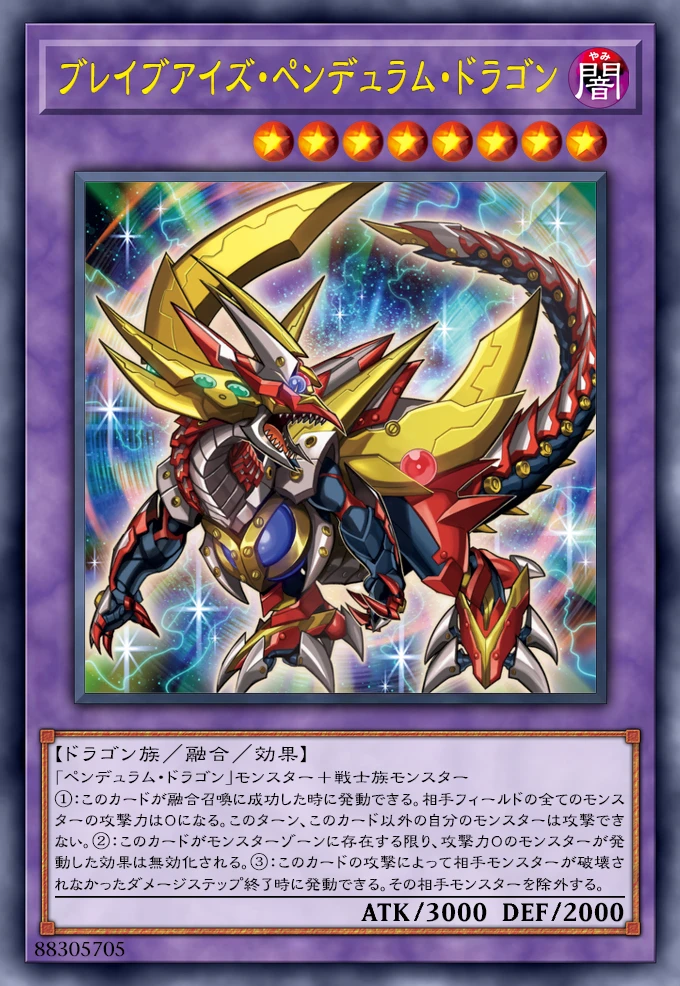 ブレイブアイズ・ペンデュラム・ドラゴン
やみ
闇
【ドラゴン族／融合／効果】
「ペンデュラム・ドラゴン」モンスター＋戦士族モンスター
①：このカードが融合召喚に成功した時に発動できる。相手フィールドの全てのモンス
ターの攻撃力は０になる。このターン、このカード以外の自分のモンスターは攻撃でき
ない。②：このカードがモンスターゾーンに存在する限り、攻撃力０のモンスターが発
動した効果は無効化される。③：このカードの攻撃によって相手モンスターが破壊さ
れなかったダメージステップ終了時に発動できる。その相手モンスターを除外する。
ATK/3000 DEF/2000
88305705